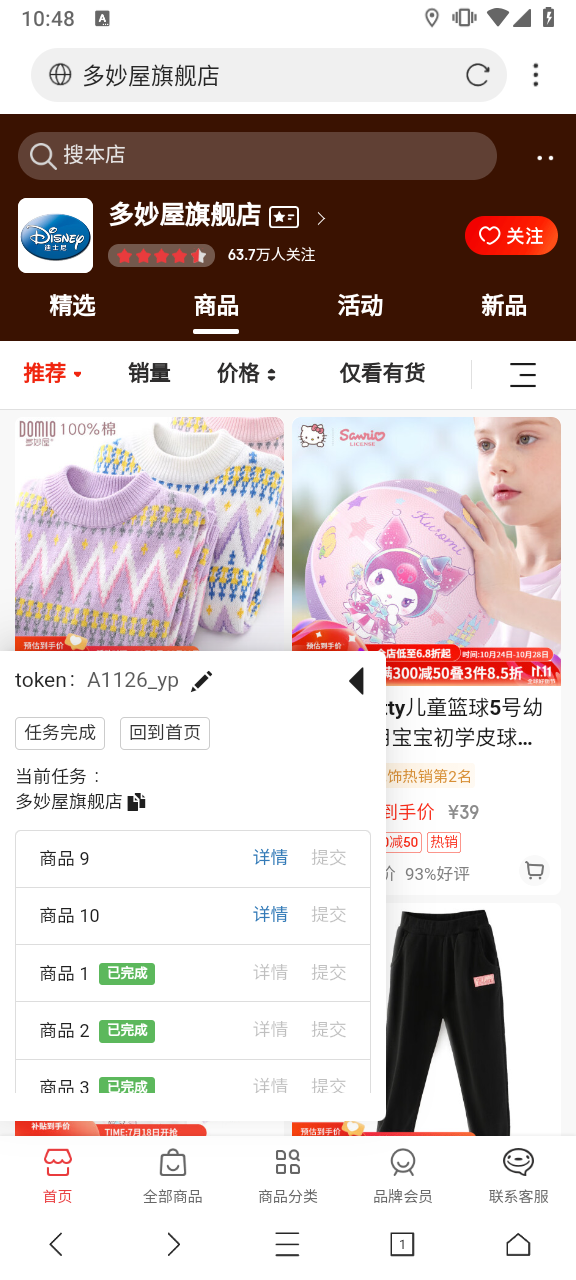 10:48
A
多妙屋旗舰店
搜本店
多妙屋旗舰店
Disney
迪士尼
63.7万人关注
关注
精选
商品
活动
新品
推荐
销量
价格
仅看有货
DOMIO 100%棉
多妙屋
Sanrio
LICENSE
Kuromi
预估到手价
全店低至6.8折起 时间:10月24日-10月28日
满300减50叠3件8.5折 11.11
token: A1126_yp
任务完成
回到首页
当前任务：
多妙屋旗舰店
商品 9 详情 提交
商品 10 详情 提交
商品 1 已完成 详情 提交
商品 2 已完成 详情 提交
商品 3 已完成 详情 提交
tty儿童篮球5号幼
宝宝初学皮球...
饰热销第2名
到手价 ¥39
减50 热销
价 93%好评
补贴到手价
TIME:7月18日开抢
预估到手价
首页
全部商品
商品分类
品牌会员
联系客服
1